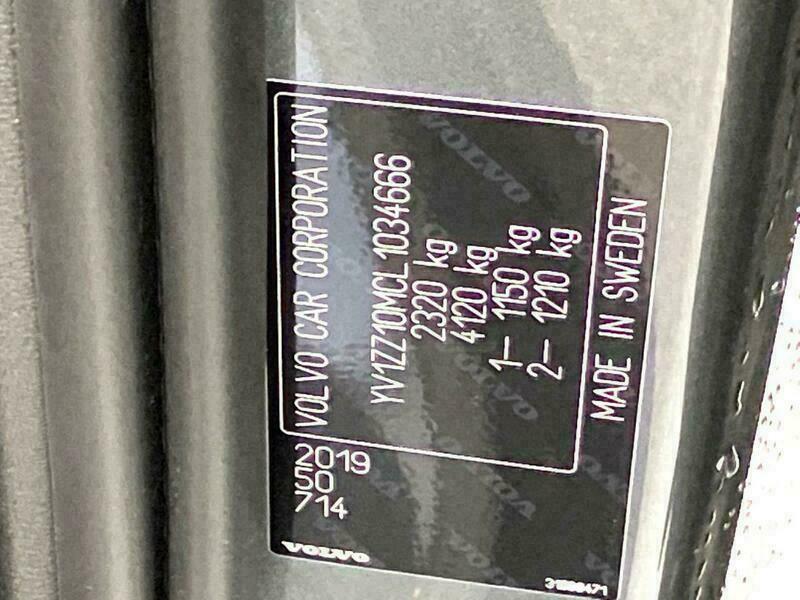 VOLVO CAR CORPORATION
YV1ZZ10MCL1034666
2320 kg
4120 kg
1– 1150 kg
2– 1210 kg
MADE IN SWEDEN
2019
50
714
VOLVO